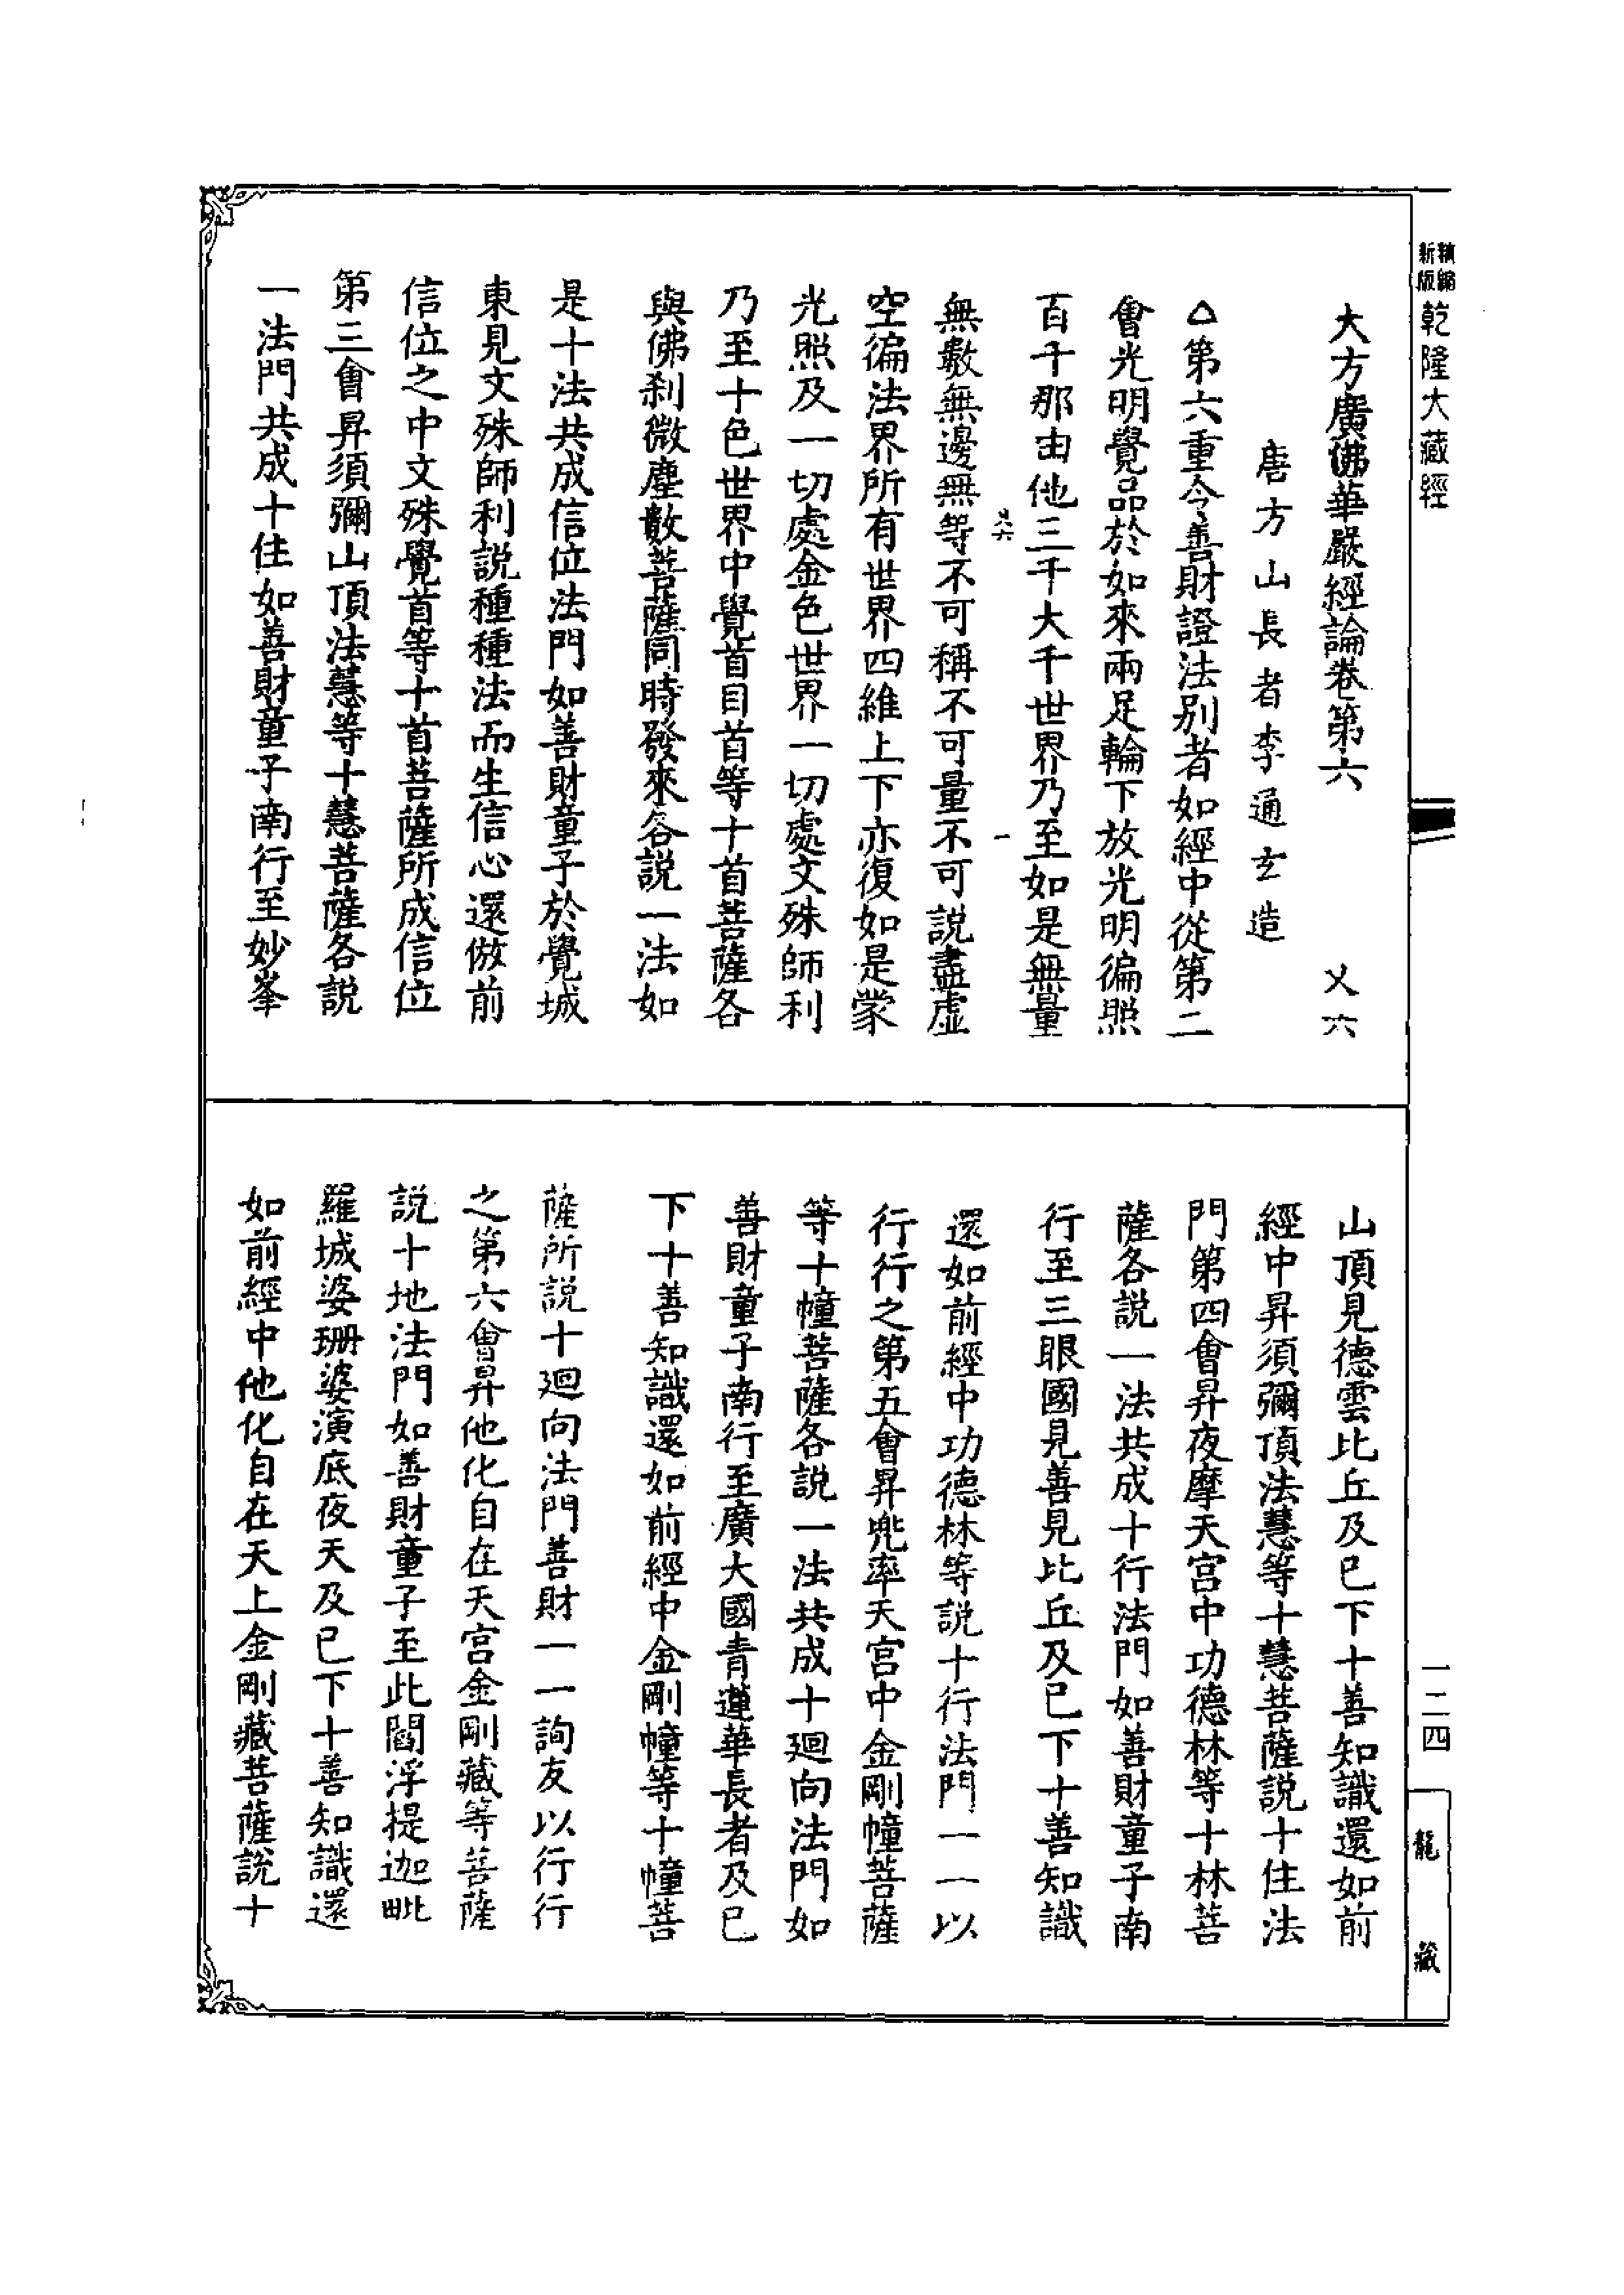 精縮
新版
乾隆大藏經
大方廣佛華嚴經論卷第六 乂六
唐方山長者李通玄造
△第六重今善財證法別者如經中從第二
會光明覺品於如來兩足輪下放光明徧照
百千那由他三千大千世界乃至如是無量
乂六 一
無數無邊無等不可稱不可量不可說盡虛
空徧法界所有世界四維上下亦復如是蒙
光照及一切處金色世界一切處文殊師利
乃至十色世界中覺首目首等十首菩薩各
與佛刹微塵數菩薩同時發來各說一法如
是十法共成信位法門如善財童子於覺城
東見文殊師利說種種法而生信心還倣前
信位之中文殊覺首等十首菩薩所成信位
第三會昇須彌山頂法慧等十慧菩薩各說
一法門共成十住如善財童子南行至妙峯
山頂見德雲比丘及已下十善知識還如前
經中昇須彌頂法慧等十慧菩薩說十住法
門第四會昇夜摩天宮中功德林等十林菩
薩各說一法共成十行法門如善財童子南
行至三眼國見善見比丘及已下十善知識
還如前經中功德林等說十行法門一一以
行行之第五會昇兜率天宮中金剛幢菩薩
等十幢菩薩各說一法共成十廻向法門如
善財童子南行至廣大國青蓮華長者及已
下十善知識還如前經中金剛幢等十幢菩
薩所說十廻向法門善財一一詢友以行行
之第六會昇他化自在天宮金剛藏等菩薩
說十地法門如善財童子至此閻浮提迦毗
羅城婆珊婆演底夜天及已下十善知識還
如前經中他化自在天上金剛藏菩薩說十
一二四
龍藏